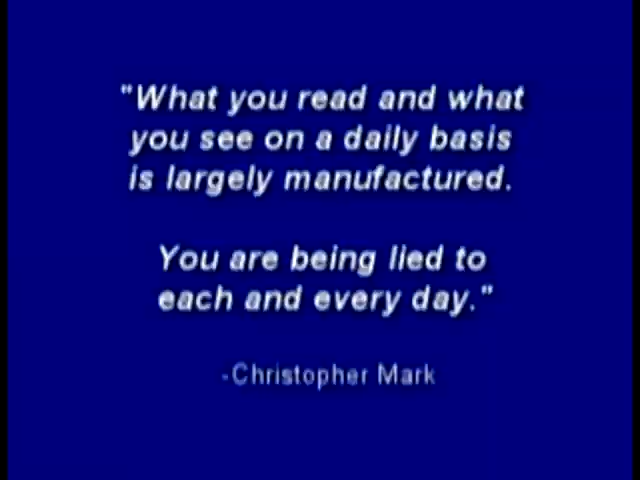 "What you read and what
you see on a daily basis
is largely manufactured.
You are being lied to
each and every day."
-Christopher Mark